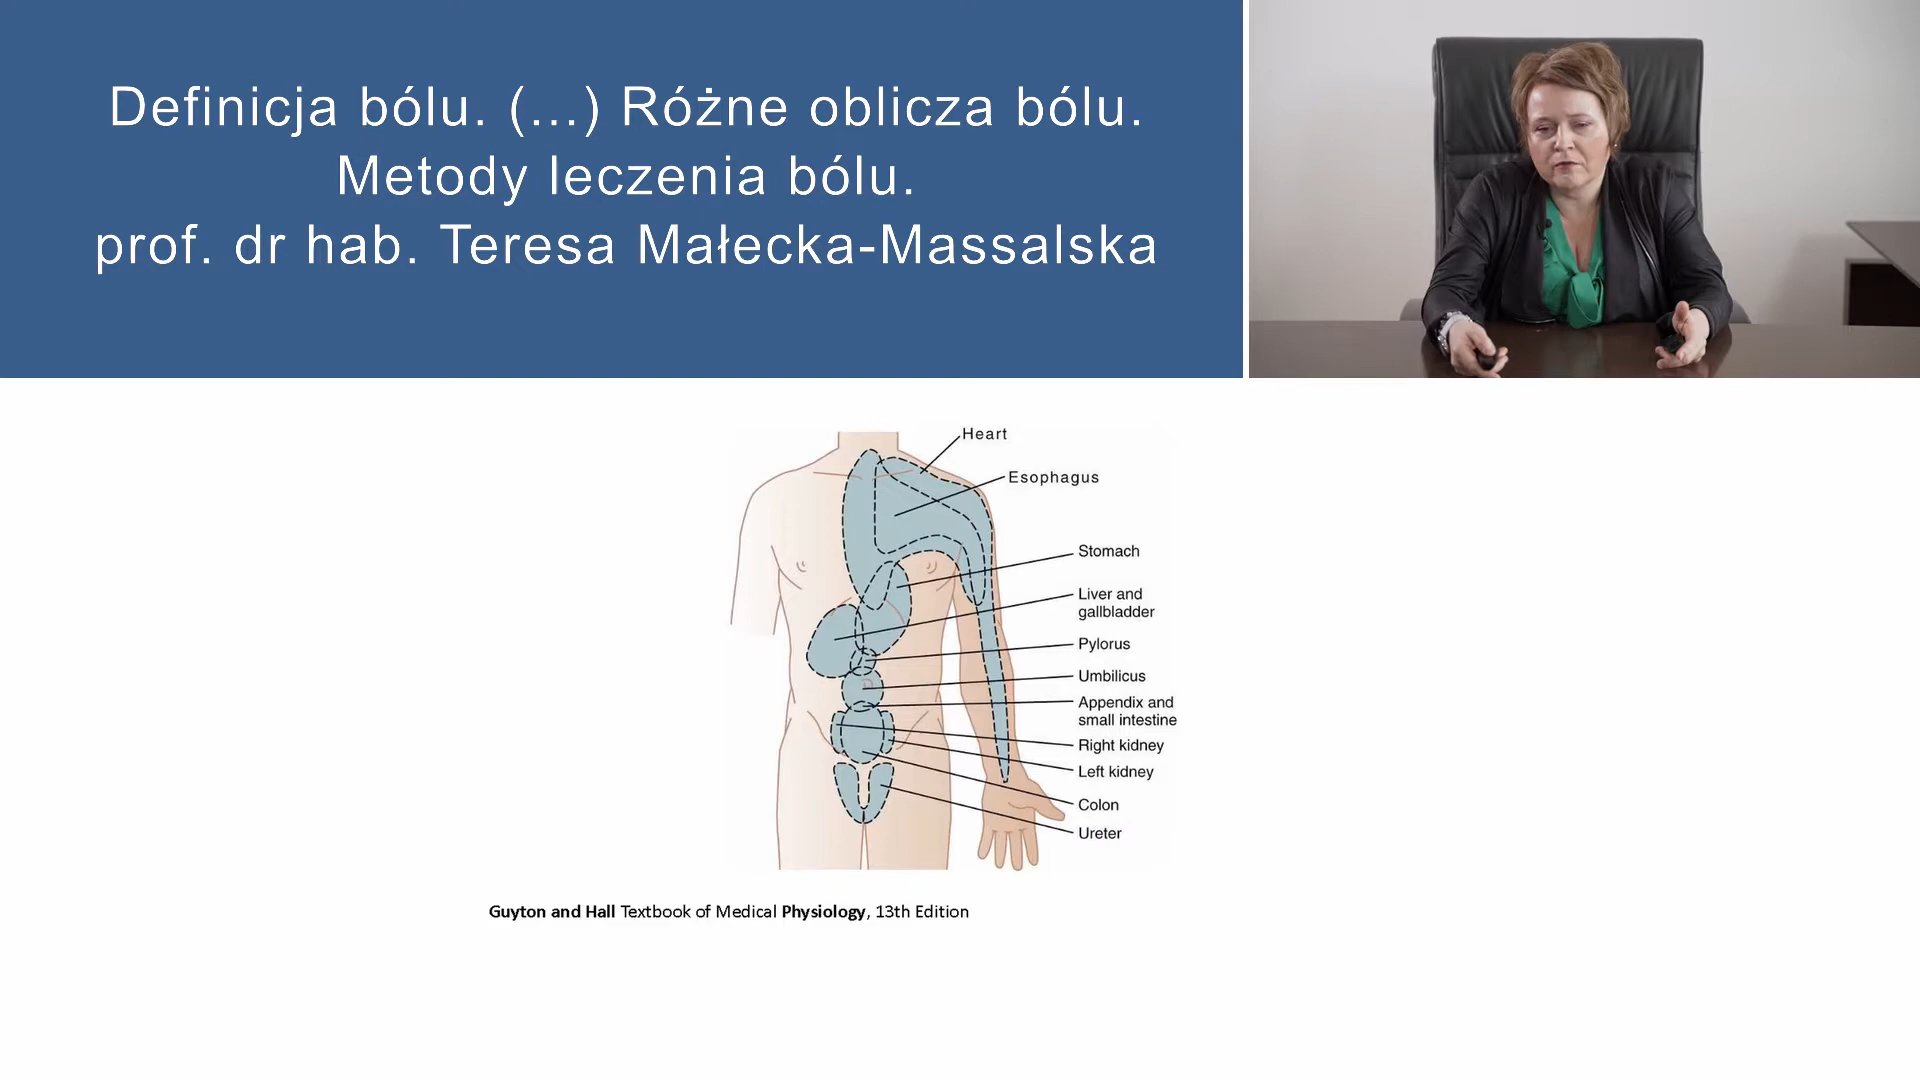 Definicja bólu. (...) Różne oblicza bólu.
Metody leczenia bólu.
prof. dr hab. Teresa Małecka-Massalska
Heart
Esophagus
Stomach
Liver and
gallbladder
Pylorus
Umbilicus
Appendix and
small intestine
Right kidney
Left kidney
Colon
Ureter
Guyton and Hall Textbook of Medical Physiology, 13th Edition